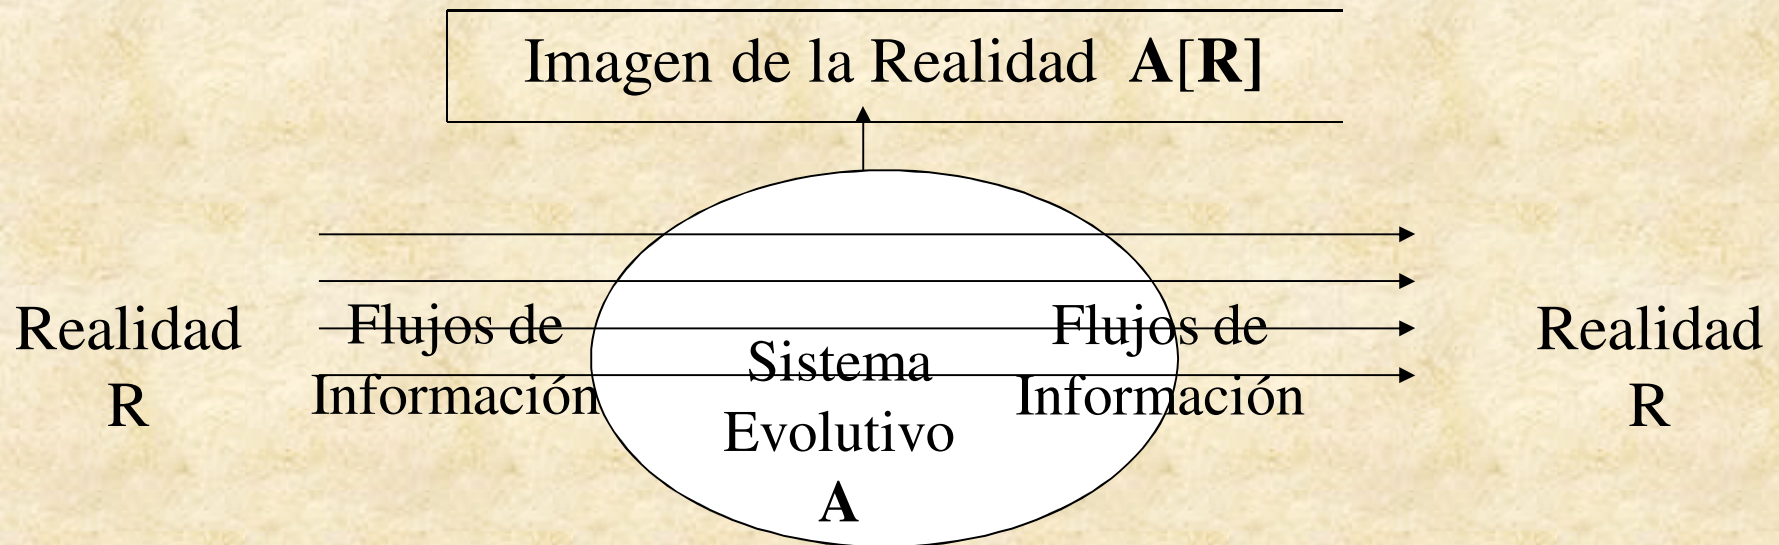 Imagen de la Realidad A[R]
Realidad
R
Flujos de
Información
Sistema
Evolutivo
A
Flujos de
Información
Realidad
R